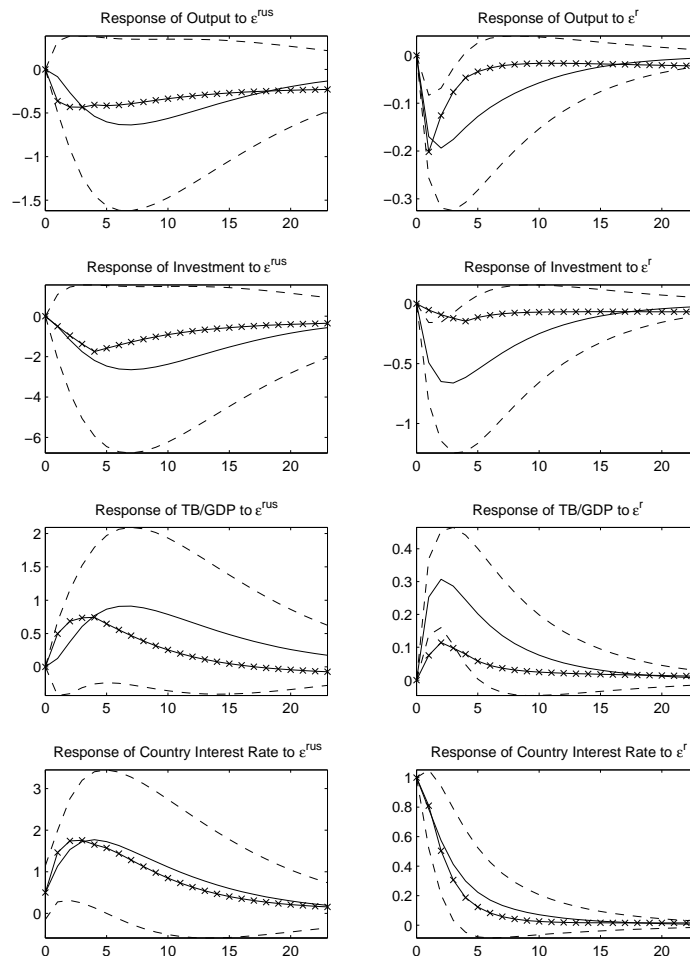 Response of Output to ε^rus
0
−0.5
−1
−1.5
0 5 10 15 20
Response of Output to ε^r
0
−0.1
−0.2
−0.3
0 5 10 15 20
Response of Investment to ε^rus
0
−2
−4
−6
0 5 10 15 20
Response of Investment to ε^r
0
−0.5
−1
0 5 10 15 20
Response of TB/GDP to ε^rus
2
1.5
1
0.5
0
0 5 10 15 20
Response of TB/GDP to ε^r
0.4
0.3
0.2
0.1
0
0 5 10 15 20
Response of Country Interest Rate to ε^rus
3
2
1
0
0 5 10 15 20
Response of Country Interest Rate to ε^r
1
0.8
0.6
0.4
0.2
0
0 5 10 15 20